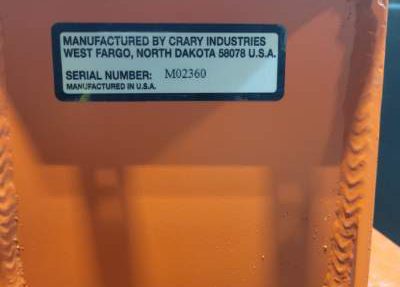 MANUFACTURED BY CRARY INDUSTRIES
WEST FARGO, NORTH DAKOTA 58078 U.S.A.
SERIAL NUMBER: M02360
MANUFACTURED IN U.S.A.